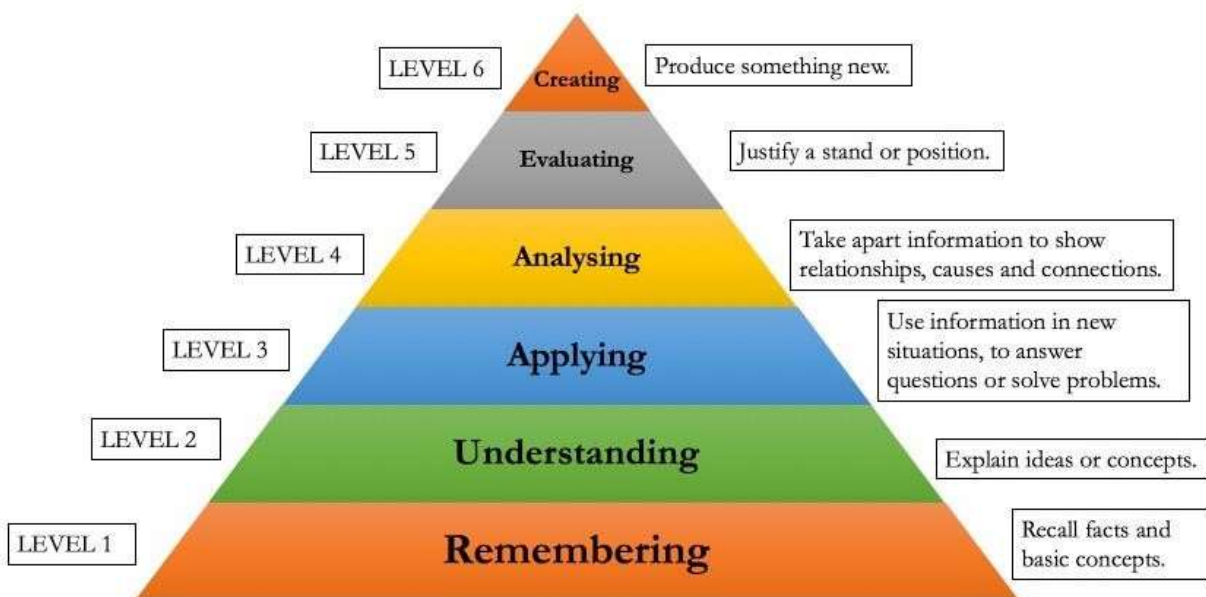 LEVEL 6
Creating
Produce something new.
LEVEL 5
Evaluating
Justify a stand or position.
LEVEL 4
Analysing
Take apart information to show
relationships, causes and connections.
LEVEL 3
Applying
Use information in new
situations, to answer
questions or solve problems.
LEVEL 2
Understanding
Explain ideas or concepts.
LEVEL 1
Remembering
Recall facts and
basic concepts.